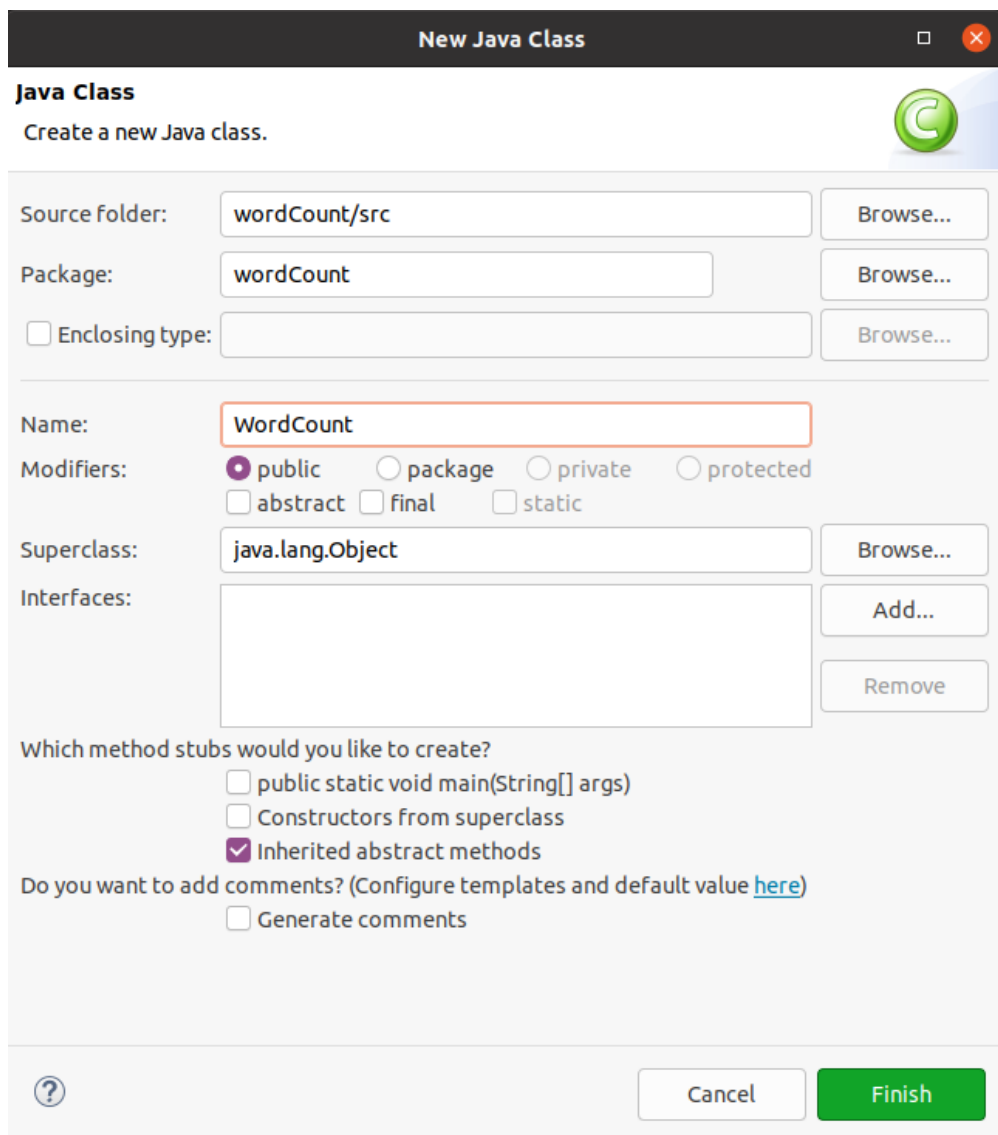 New Java Class
Java Class
Create a new Java class.
Source folder: wordCount/src Browse...
Package: wordCount Browse...
Enclosing type: Browse...
Name: WordCount
Modifiers: public package private protected
abstract final static
Superclass: java.lang.Object Browse...
Interfaces: Add...
Remove
Which method stubs would you like to create?
public static void main(String[] args)
Constructors from superclass
Inherited abstract methods
Do you want to add comments? (Configure templates and default value here)
Generate comments
? Cancel Finish